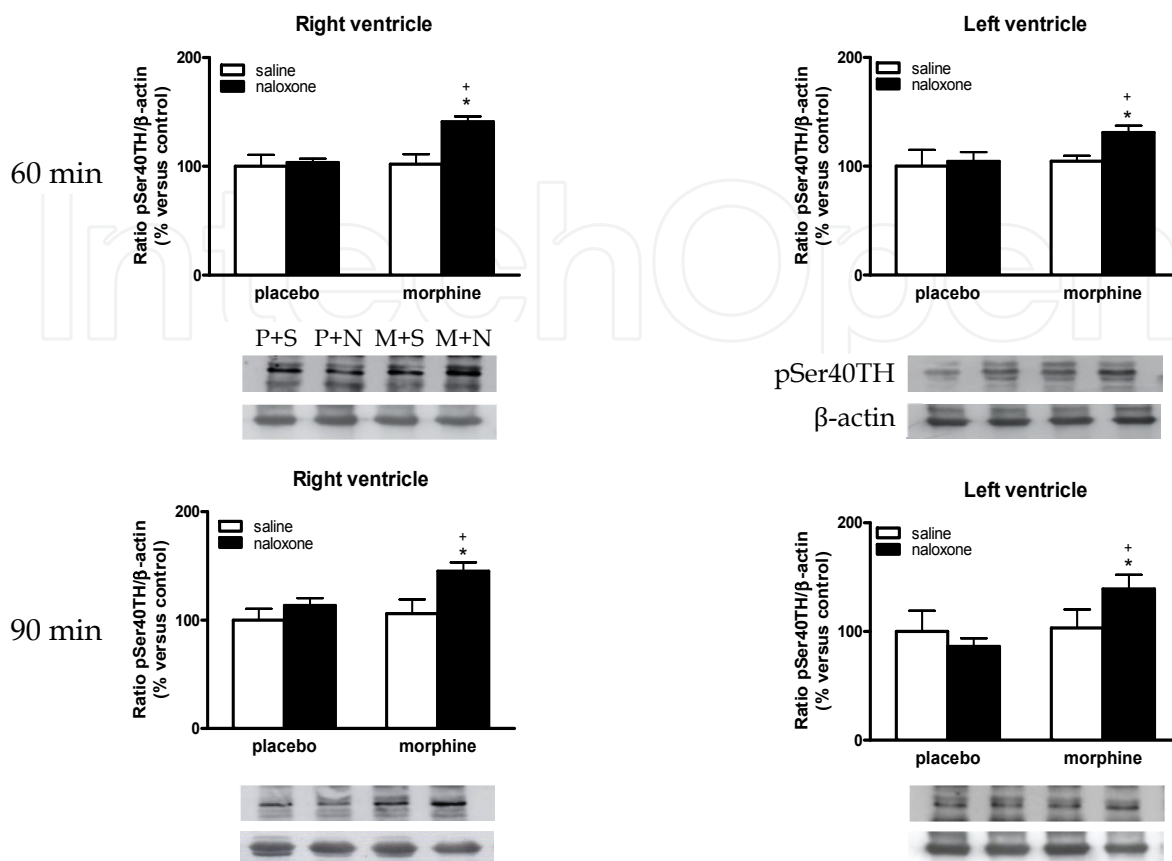 Right ventricle
200
100
0
Ratio pSer40TH/β-actin
(% versus control)
saline
naloxone
+
*
placebo morphine
60 min
P+S P+N M+S M+N
Left ventricle
200
100
0
Ratio pSer40TH/β-actin
(% versus control)
saline
naloxone
+
*
placebo morphine
pSer40TH
β-actin
Right ventricle
200
100
0
Ratio pSer40TH/β-actin
(% versus control)
saline
naloxone
+
*
placebo morphine
90 min
Left ventricle
200
100
0
Ratio pSer40TH/β-actin
(% versus control)
saline
naloxone
+
*
placebo morphine
IntechOpen